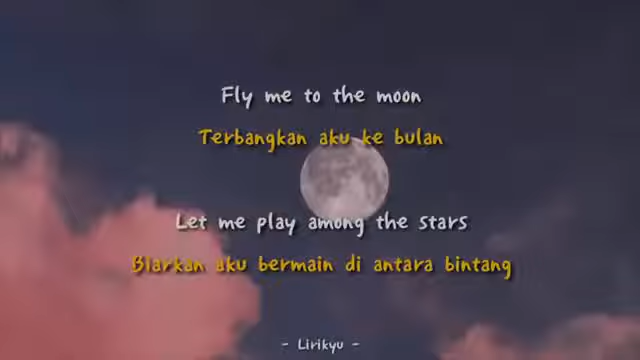 Fly me to the moon
Terbangkan aku ke bulan
Let me play among the stars
Biarkan aku bermain di antara bintang
- Lirikyu -